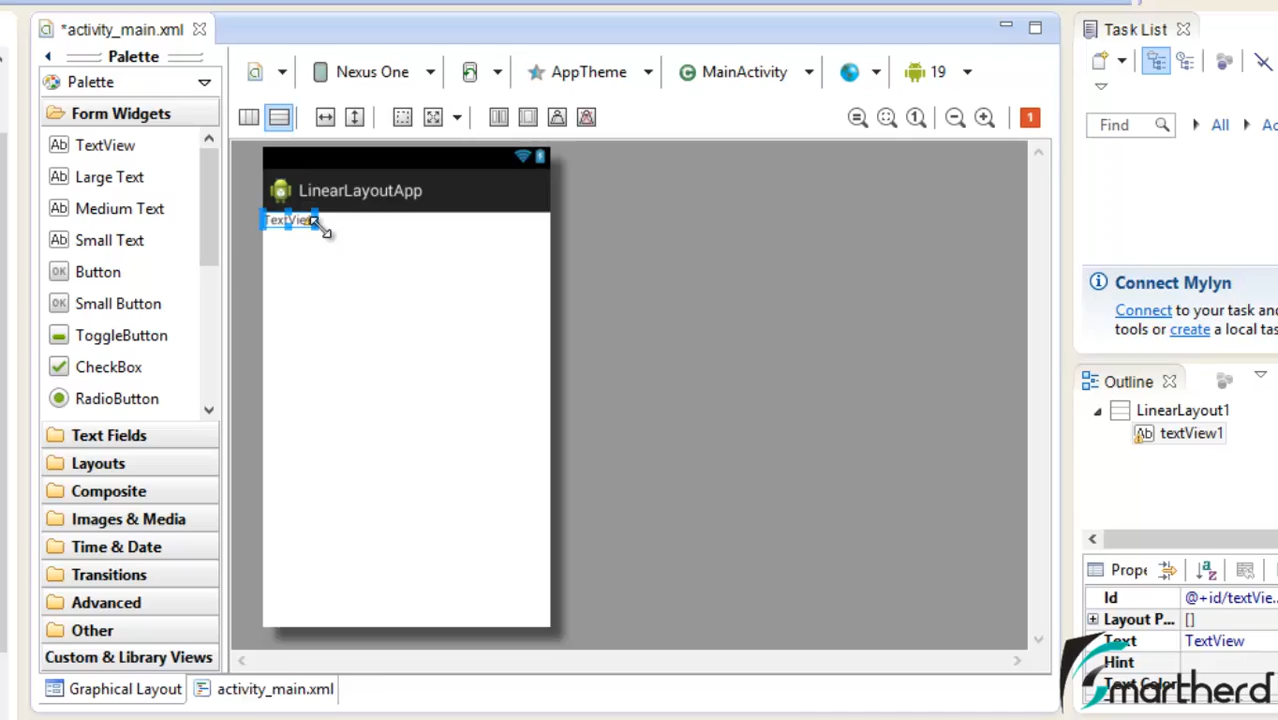 *activity_main.xml
Task List
Palette
Palette
Nexus One
AppTheme
MainActivity
19
Form Widgets
1
Find
All
TextView
Large Text
Medium Text
Small Text
Button
Small Button
ToggleButton
CheckBox
RadioButton
LinearLayoutApp
Connect Mylyn
Connect to your task and
tools or create a local
Outline
LinearLayout1
textView1
Text Fields
Layouts
Composite
Images & Media
Time & Date
Transitions
Advanced
Other
Custom & Library Views
Graphical Layout
activity_main.xml
Id
@+id/textVie...
Layout P...
[]
Text
TextView
Hint
Smartherd